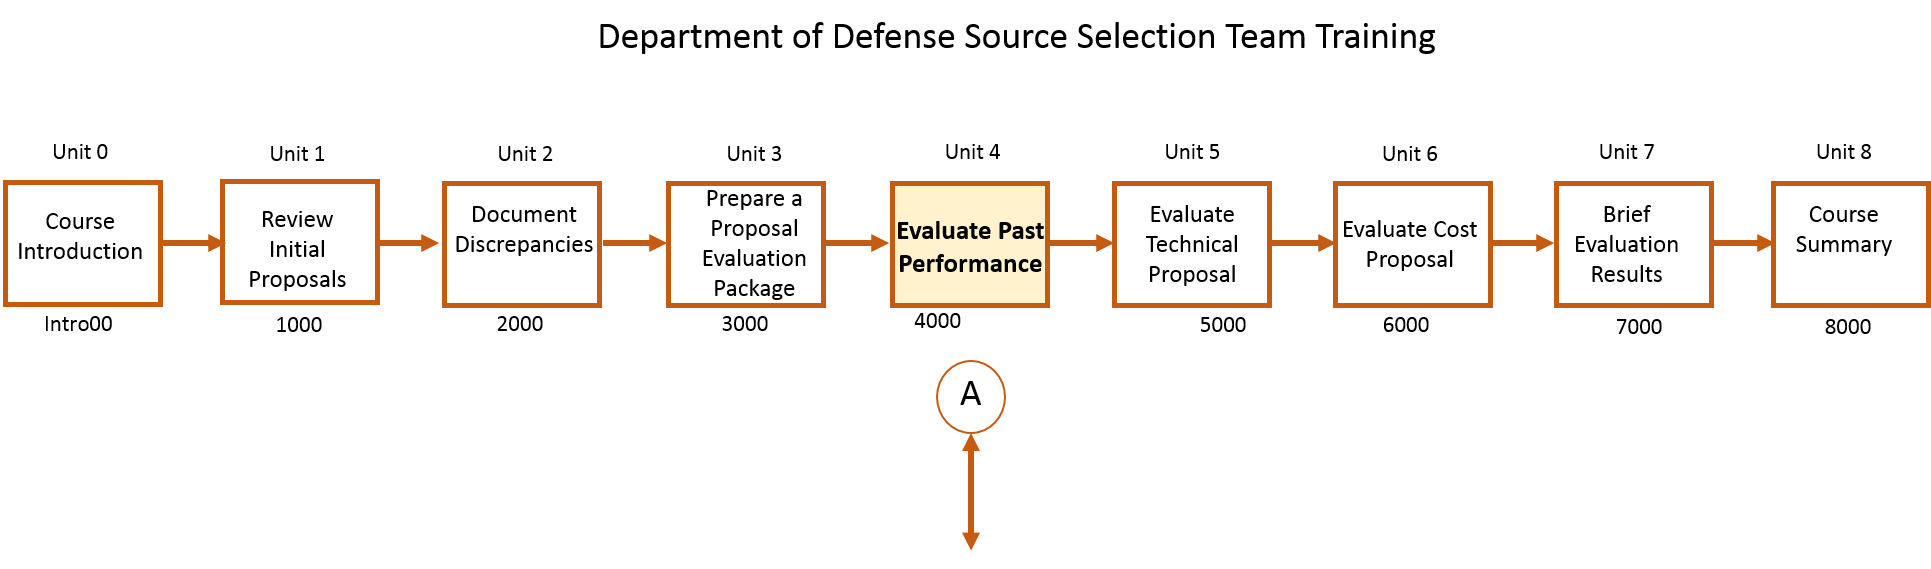 Department of Defense Source Selection Team Training
Unit 0
Course
Introduction
Intro00
Unit 1
Review
Initial
Proposals
1000
Unit 2
Document
Discrepancies
2000
Unit 3
Prepare a
Proposal
Evaluation
Package
3000
Unit 4
Evaluate Past
Performance
4000
A
Unit 5
Evaluate
Technical
Proposal
5000
Unit 6
Evaluate Cost
Proposal
6000
Unit 7
Brief
Evaluation
Results
7000
Unit 8
Course
Summary
8000